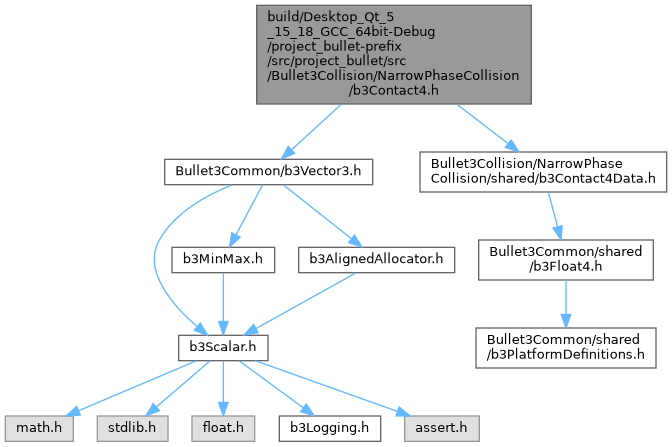 build/Desktop_Qt_5
_15_18_GCC_64bit-Debug
/project_bullet-prefix
/src/project_bullet/src
/Bullet3Collision/NarrowPhaseCollision
/b3Contact4.h
Bullet3Common/b3Vector3.h
Bullet3Collision/NarrowPhase
Collision/shared/b3Contact4Data.h
b3MinMax.h
b3AlignedAllocator.h
Bullet3Common/shared
/b3Float4.h
b3Scalar.h
Bullet3Common/shared
/b3PlatformDefinitions.h
math.h
stdlib.h
float.h
b3Logging.h
assert.h